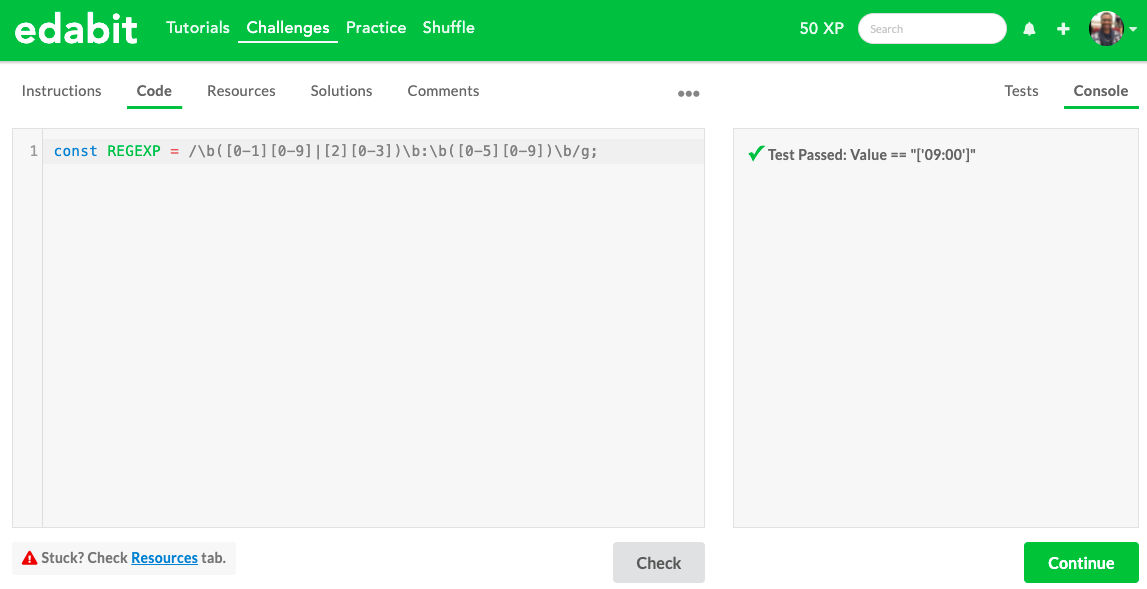 edabit Tutorials Challenges Practice Shuffle 50 XP Search
Instructions Code Resources Solutions Comments ••• Tests Console
1 const REGEXP = /\b([0-1][0-9]|[2][0-3])\b:\b([0-5][0-9])\b/g;
Test Passed: Value == "['09:00']"
Stuck? Check Resources tab.
Check
Continue